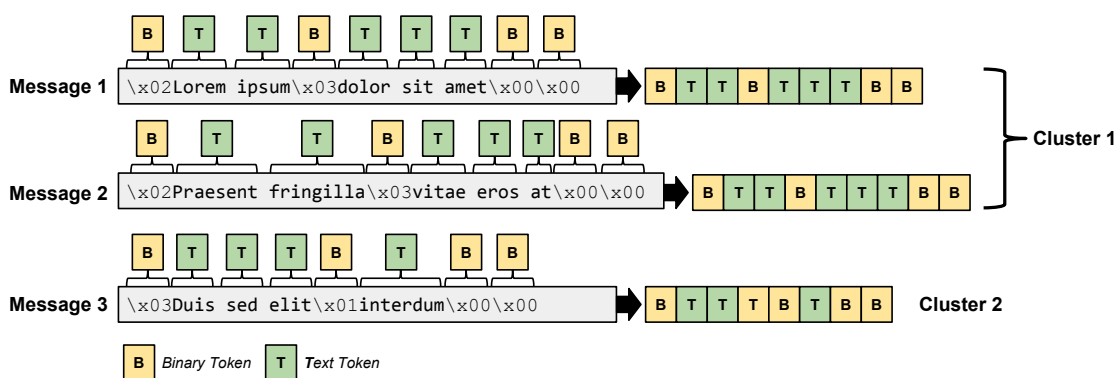 B T T B T T T B B
Message 1 \x02Lorem ipsum\x03dolor sit amet\x00\x00 B T T B T T T B B
Cluster 1
B T T B T T T B B
Message 2 \x02Praesent fringilla\x03vitae eros at\x00\x00 B T T B T T T B B
B T T T B T B B
Message 3 \x03Duis sed elit\x01interdum\x00\x00 B T T T B T B B Cluster 2
B Binary Token T Text Token